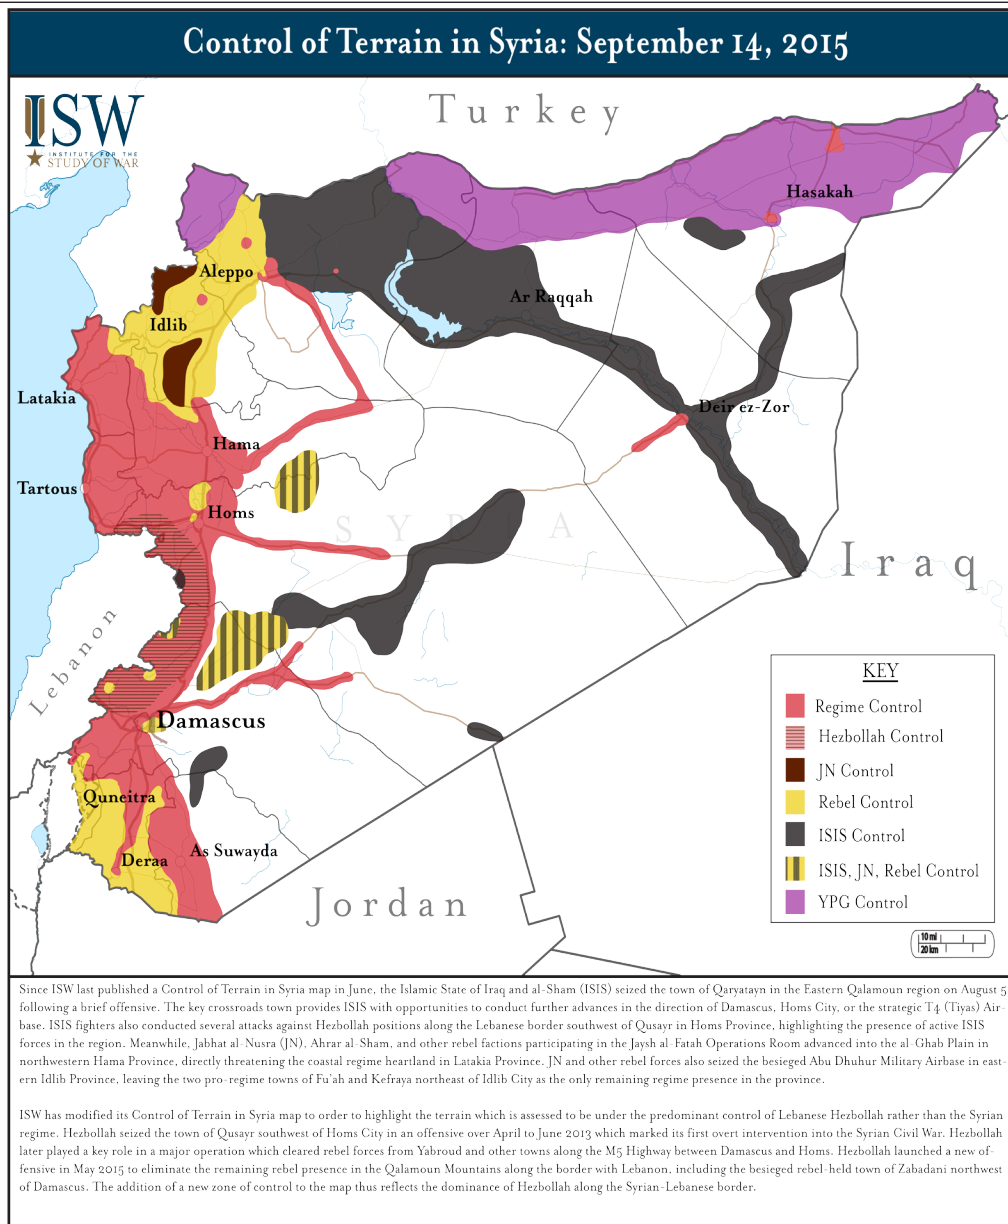 Control of Terrain in Syria: September 14, 2015
ISW
INSTITUTE FOR THE
STUDY OF WAR
Turkey
Hasakah
Aleppo
Ar Raqqah
Idlib
Latakia
Deir ez-Zor
Hama
Tartous
Homs
SYRIA
Iraq
Lebanon
Damascus
Quneitra
Deraa
As Suwayda
Jordan
KEY
Regime Control
Hezbollah Control
JN Control
Rebel Control
ISIS Control
ISIS, JN, Rebel Control
YPG Control
10 mi
20 km
Since ISW last published a Control of Terrain in Syria map in June, the Islamic State of Iraq and al-Sham (ISIS) seized the town of Qaryatayn in the Eastern Qalamoun region on August 5
following a brief offensive. The key crossroads town provides ISIS with opportunities to conduct further advances in the direction of Damascus, Homs City, or the strategic T4 (Tiyas) Air-
base. ISIS fighters also conducted several attacks against Hezbollah positions along the Lebanese border southwest of Qusayr in Homs Province, highlighting the presence of active ISIS
forces in the region. Meanwhile, Jabhat al-Nusra (JN), Ahrar al-Sham, and other rebel factions participating in the Jaysh al-Fatah Operations Room advanced into the al-Ghab Plain in
northwestern Hama Province, directly threatening the coastal regime heartland in Latakia Province. JN and other rebel forces also seized the besieged Abu Dhuhur Military Airbase in east-
ern Idlib Province, leaving the two pro-regime towns of Fu'ah and Kefraya northeast of Idlib City as the only remaining regime presence in the province.
ISW has modified its Control of Terrain in Syria map to order to highlight the terrain which is assessed to be under the predominant control of Lebanese Hezbollah rather than the Syrian
regime. Hezbollah seized the town of Qusayr southwest of Homs City in an offensive over April to June 2013 which marked its first overt intervention into the Syrian Civil War. Hezbollah
later played a key role in a major operation which cleared rebel forces from Yabroud and other towns along the M5 Highway between Damascus and Homs. Hezbollah launched a new of-
fensive in May 2015 to eliminate the remaining rebel presence in the Qalamoun Mountains along the border with Lebanon, including the besieged rebel-held town of Zabadani northwest
of Damascus. The addition of a new zone of control to the map thus reflects the dominance of Hezbollah along the Syrian-Lebanese border.